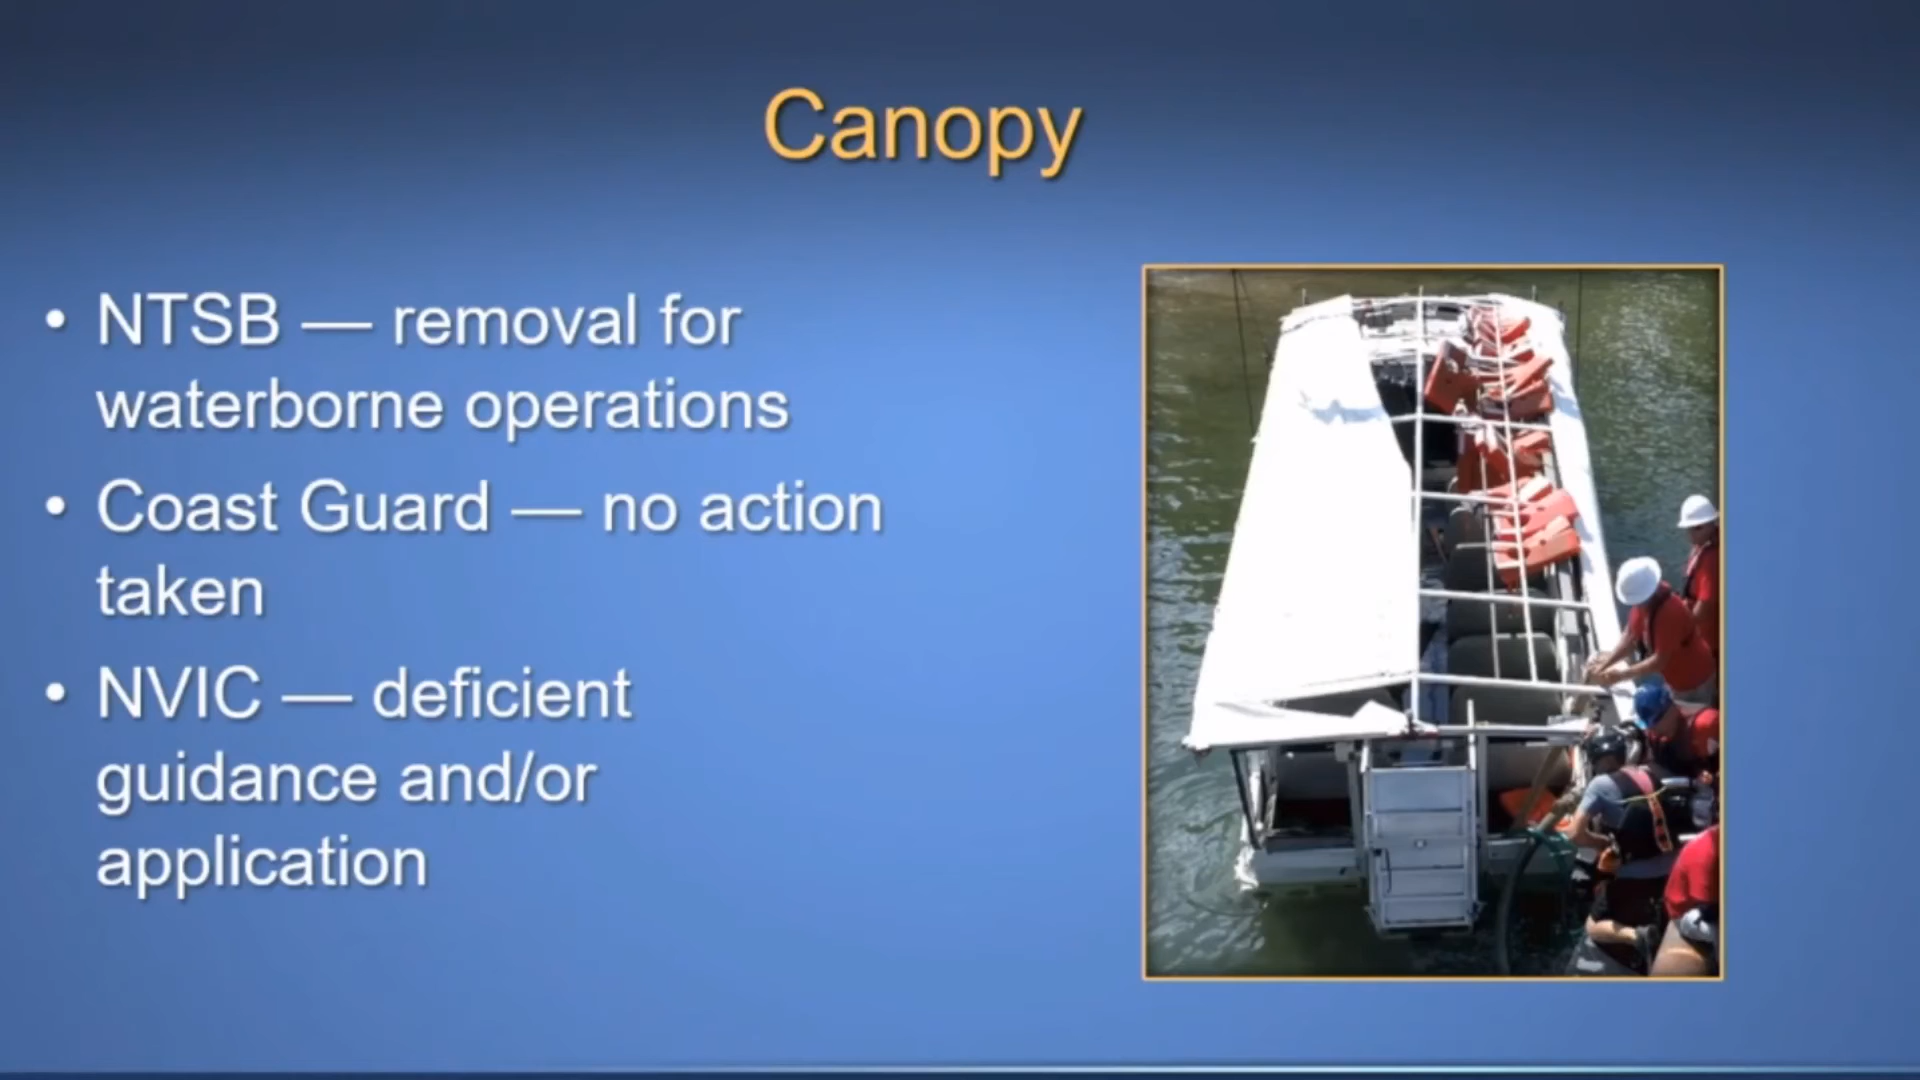 Canopy
• NTSB — removal for
waterborne operations
• Coast Guard — no action
taken
• NVIC — deficient
guidance and/or
application